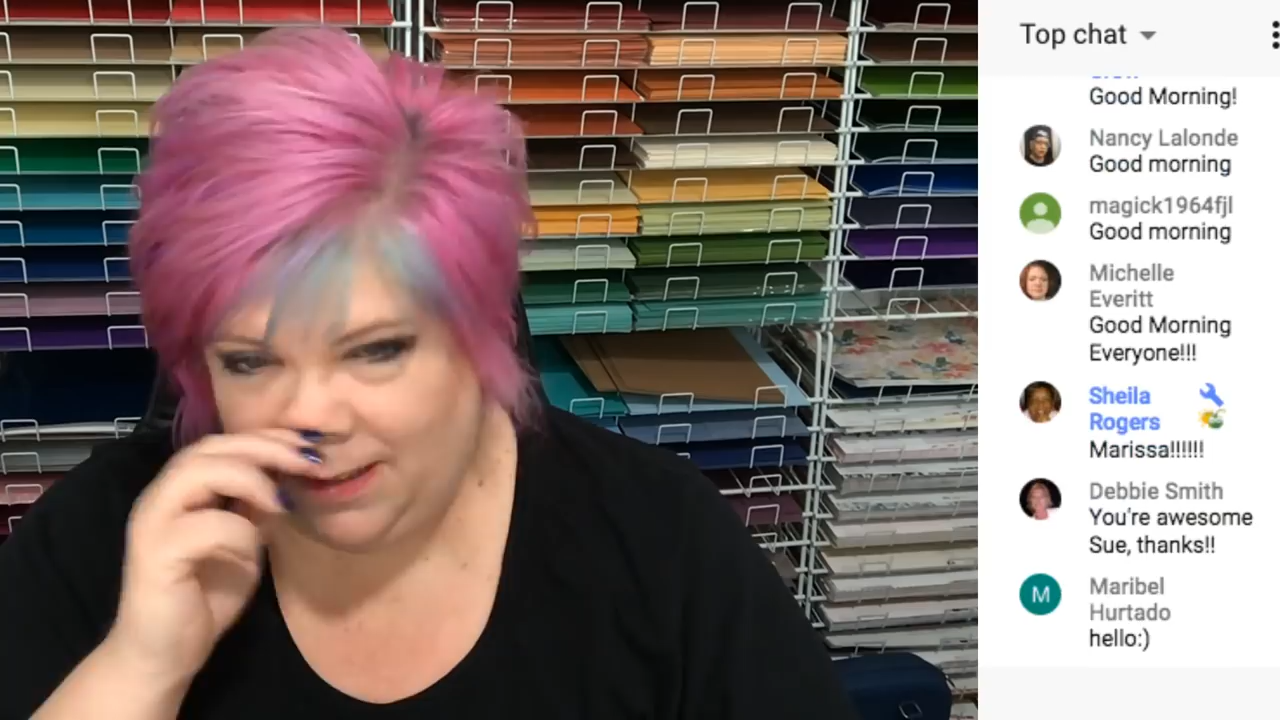 Top chat
Good Morning!
Nancy Lalonde
Good morning
magick1964fjl
Good morning
Michelle
Everitt
Good Morning
Everyone!!!
Sheila
Rogers
Marissa!!!!!!
Debbie Smith
You're awesome
Sue, thanks!!
M
Maribel
Hurtado
hello:)